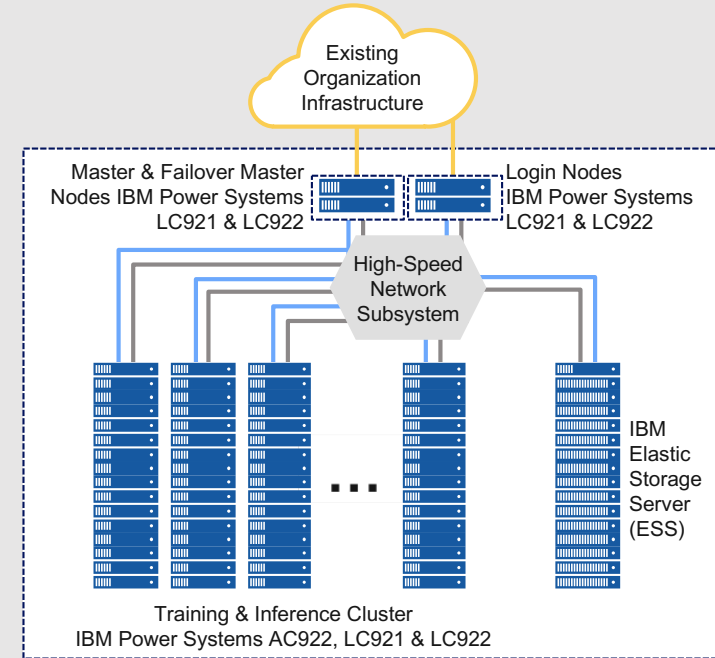 Existing
Organization
Infrastructure
Master & Failover Master
Nodes IBM Power Systems
LC921 & LC922
Login Nodes
IBM Power Systems
LC921 & LC922
High-Speed
Network
Subsystem
IBM
Elastic
Storage
Server
(ESS)
Training & Inference Cluster
IBM Power Systems AC922, LC921 & LC922